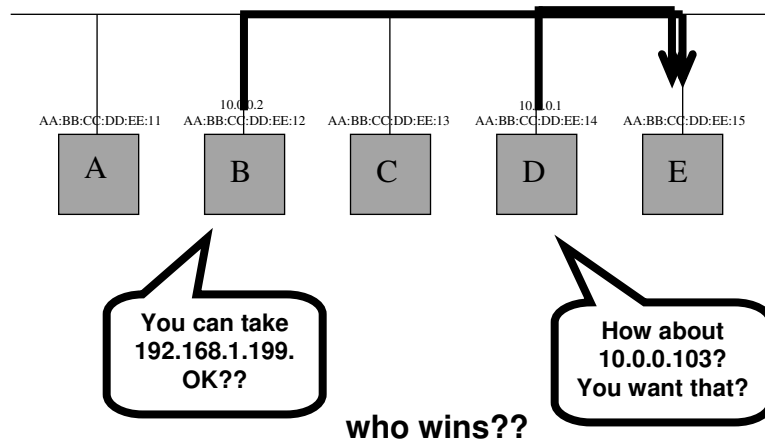 10.0.0.2
AA:BB:CC:DD:EE:11 AA:BB:CC:DD:EE:12 AA:BB:CC:DD:EE:13 AA:BB:CC:DD:EE:14 AA:BB:CC:DD:EE:15
10.0.0.1
A B C D E
You can take
192.168.1.199.
OK??
How about
10.0.0.103?
You want that?
who wins??